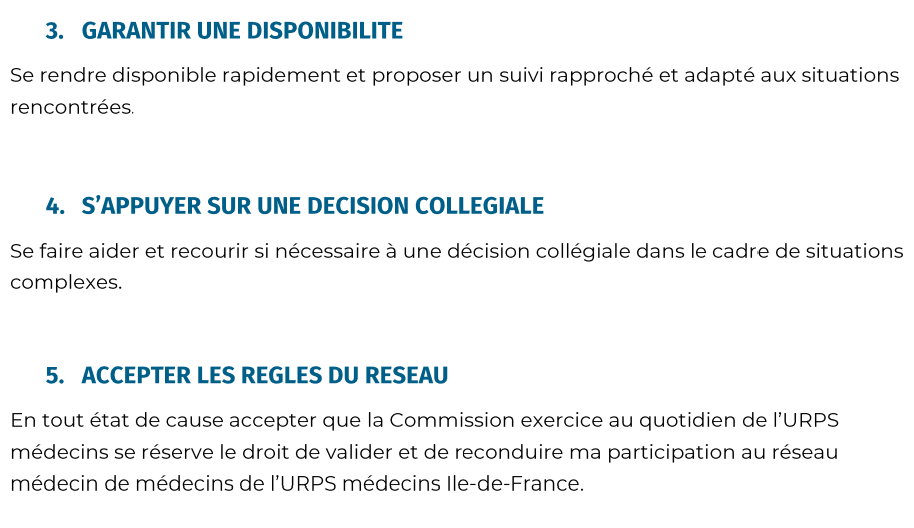 3. GARANTIR UNE DISPONIBILITE
Se rendre disponible rapidement et proposer un suivi rapproché et adapté aux situations
rencontrées.
4. S’APPUYER SUR UNE DECISION COLLEGIALE
Se faire aider et recourir si nécessaire à une décision collégiale dans le cadre de situations
complexes.
5. ACCEPTER LES REGLES DU RESEAU
En tout état de cause accepter que la Commission exercice au quotidien de l’URPS
médecins se réserve le droit de valider et de reconduire ma participation au réseau
médecin de médecins de l’URPS médecins Ile-de-France.